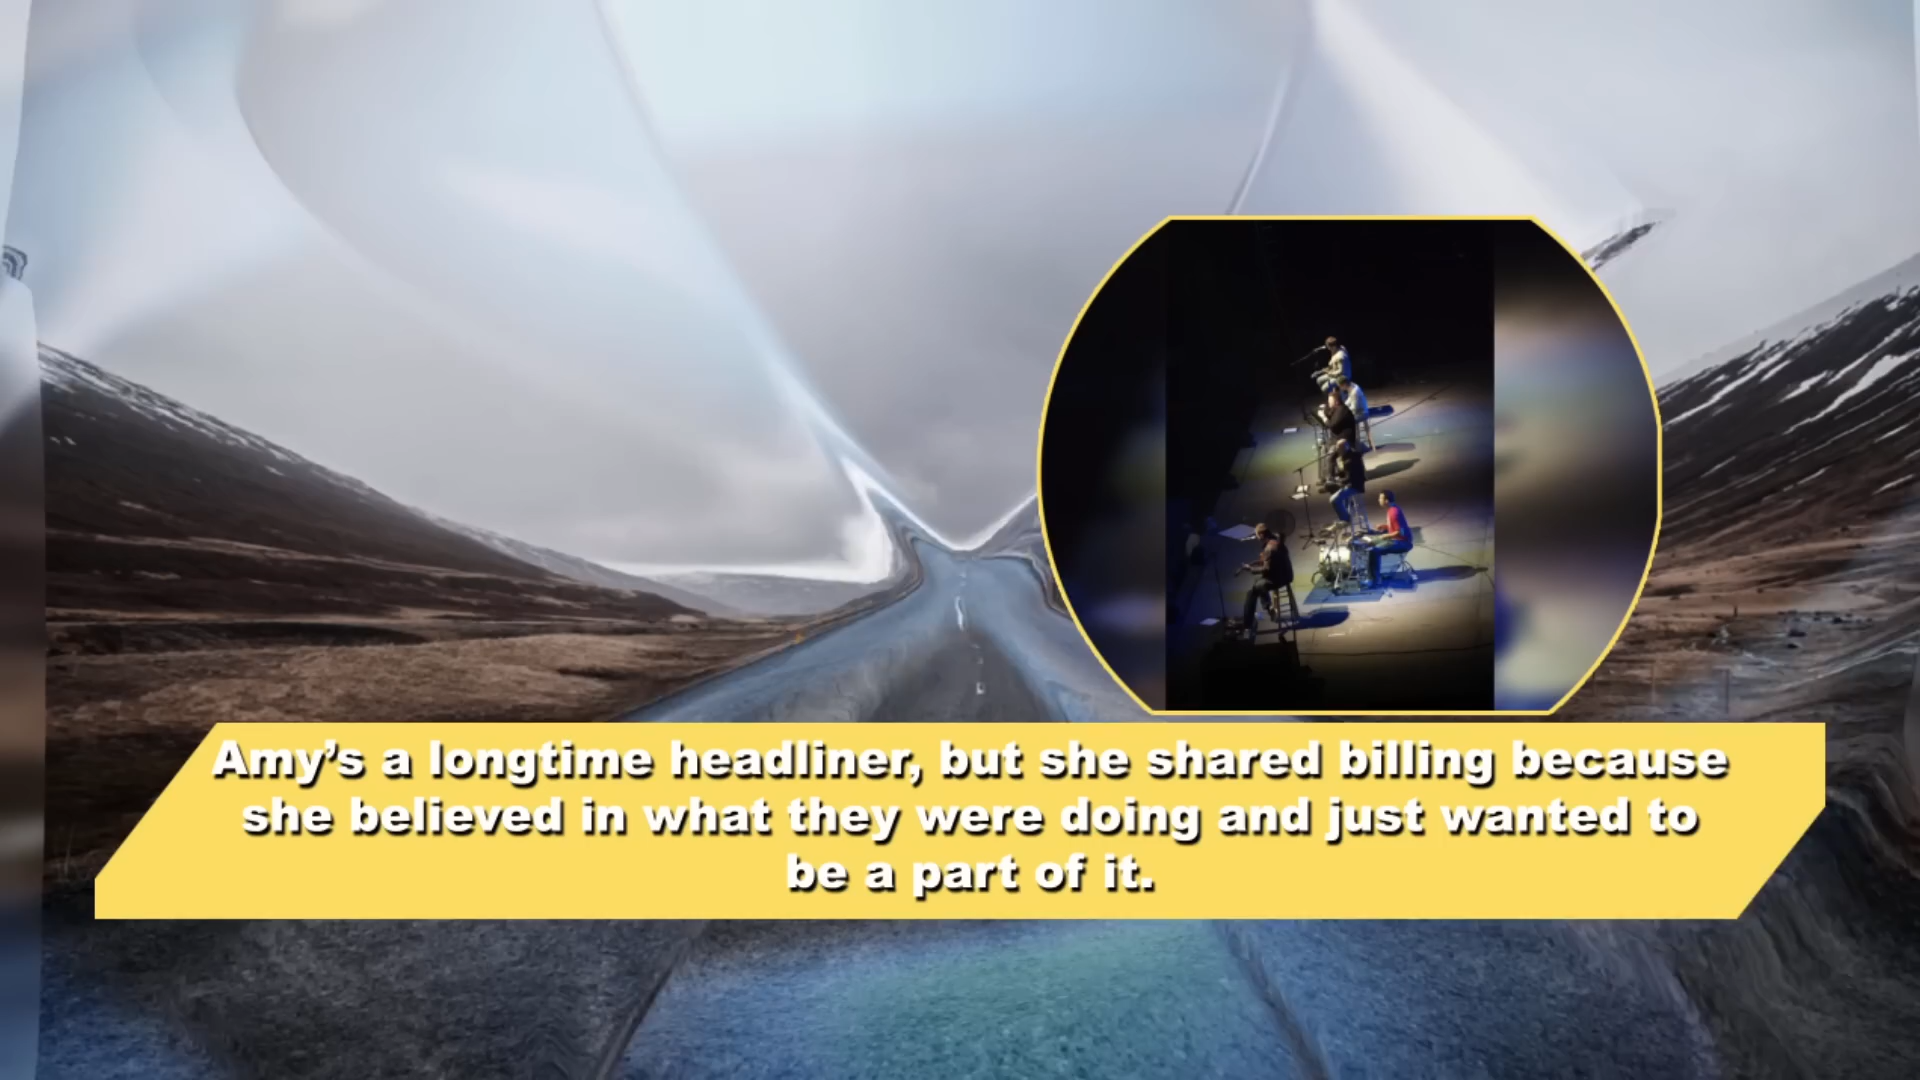 Amy’s a longtime headliner, but she shared billing because
she believed in what they were doing and just wanted to
be a part of it.